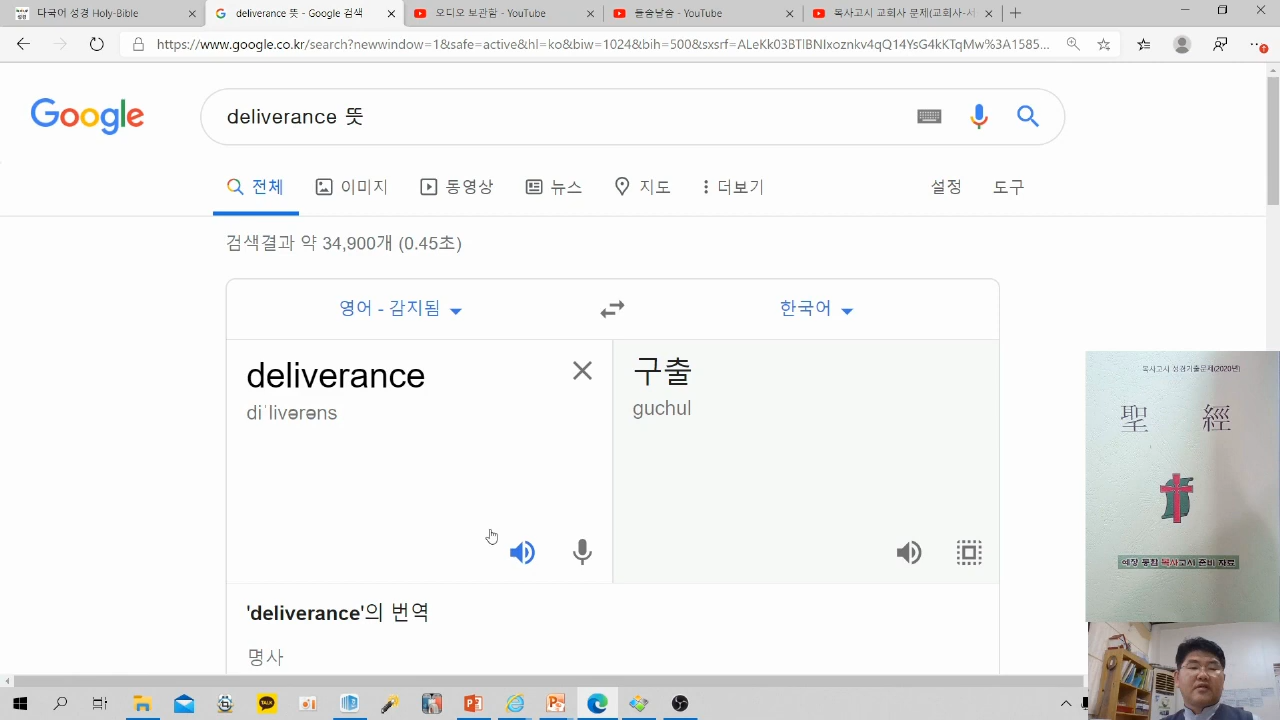 다국어 성경 Holy-Bible
deliverance 뜻 - Google 검색
오디오 보관함 - YouTube
들을낭송 - YouTube
목사고시 교회사 문제(교회사-서
https://www.google.co.kr/search?newwindow=1&safe=active&hl=ko&biw=1024&bih=500&sxsrf=ALeKk03BTlBNIxoznkv4qQ14YsG4kKTqMw%3A1585...
Google
deliverance 뜻
전체
이미지
동영상
뉴스
지도
더보기
설정
도구
검색결과 약 34,900개 (0.45초)
영어 - 감지됨
한국어
deliverance
diˈlivərəns
구출
guchul
'deliverance'의 번역
명사
목사고시 성경기출문제(2020년)
聖 經
예장 통합 목사고시 준비 자료
TALK